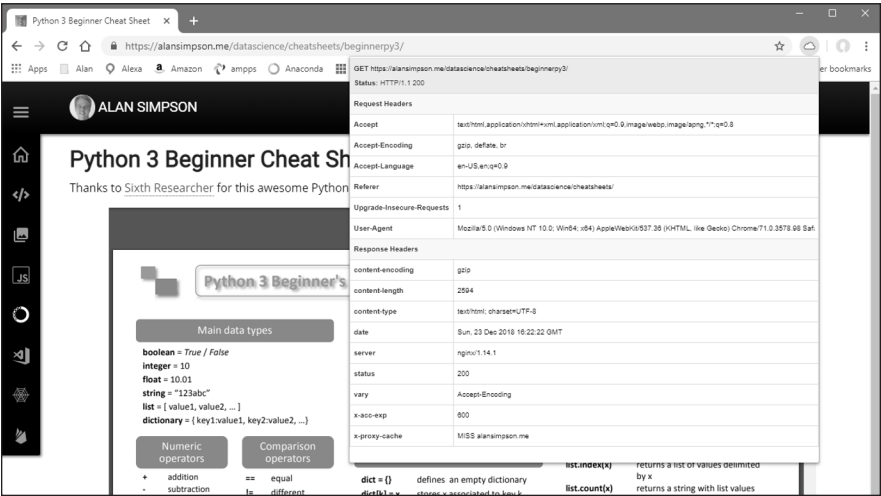 Python 3 Beginner Cheat Sheet
https://alansimpson.me/datascience/cheatsheets/beginnerpy3/
Apps Alan Alexa Amazon ampps Anaconda er bookmarks
GET https://alansimpson.me/datascience/cheatsheets/beginnerpy3/
Status: HTTP/1.1 200
Request Headers
Accept text/html,application/xhtml+xml,application/xml;q=0.9,image/webp,image/apng,*/*;q=0.8
Accept-Encoding gzip, deflate, br
Accept-Language en-US,en;q=0.9
Referer https://alansimpson.me/datascience/cheatsheets/
Upgrade-Insecure-Requests 1
User-Agent Mozilla/5.0 (Windows NT 10.0; Win64; x64) AppleWebKit/537.36 (KHTML, like Gecko) Chrome/71.0.3578.98 Saf
Response Headers
content-encoding gzip
content-length 2594
content-type text/html; charset=UTF-8
date Sun, 23 Dec 2018 16:22:22 GMT
server nginx/1.14.1
status 200
vary Accept-Encoding
x-acc-exp 600
x-proxy-cache MISS alansimpson.me
ALAN SIMPSON
Python 3 Beginner Cheat Sh
Thanks to Sixth Researcher for this awesome Python
JS
Python 3 Beginner's
Main data types
boolean = True / False
integer = 10
float = 10.01
string = "123abc"
list = [ value1, value2, ... ]
dictionary = { key1:value1, key2:value2, ...}
Numeric operators
Comparison operators
+ addition
- subtraction
== equal
!= different
dict = {} defines an empty dictionary
dict[k] = x stores x associated to key k
list.index(x) returns a list of values delimited
by x
list.count(x) returns a string with list values